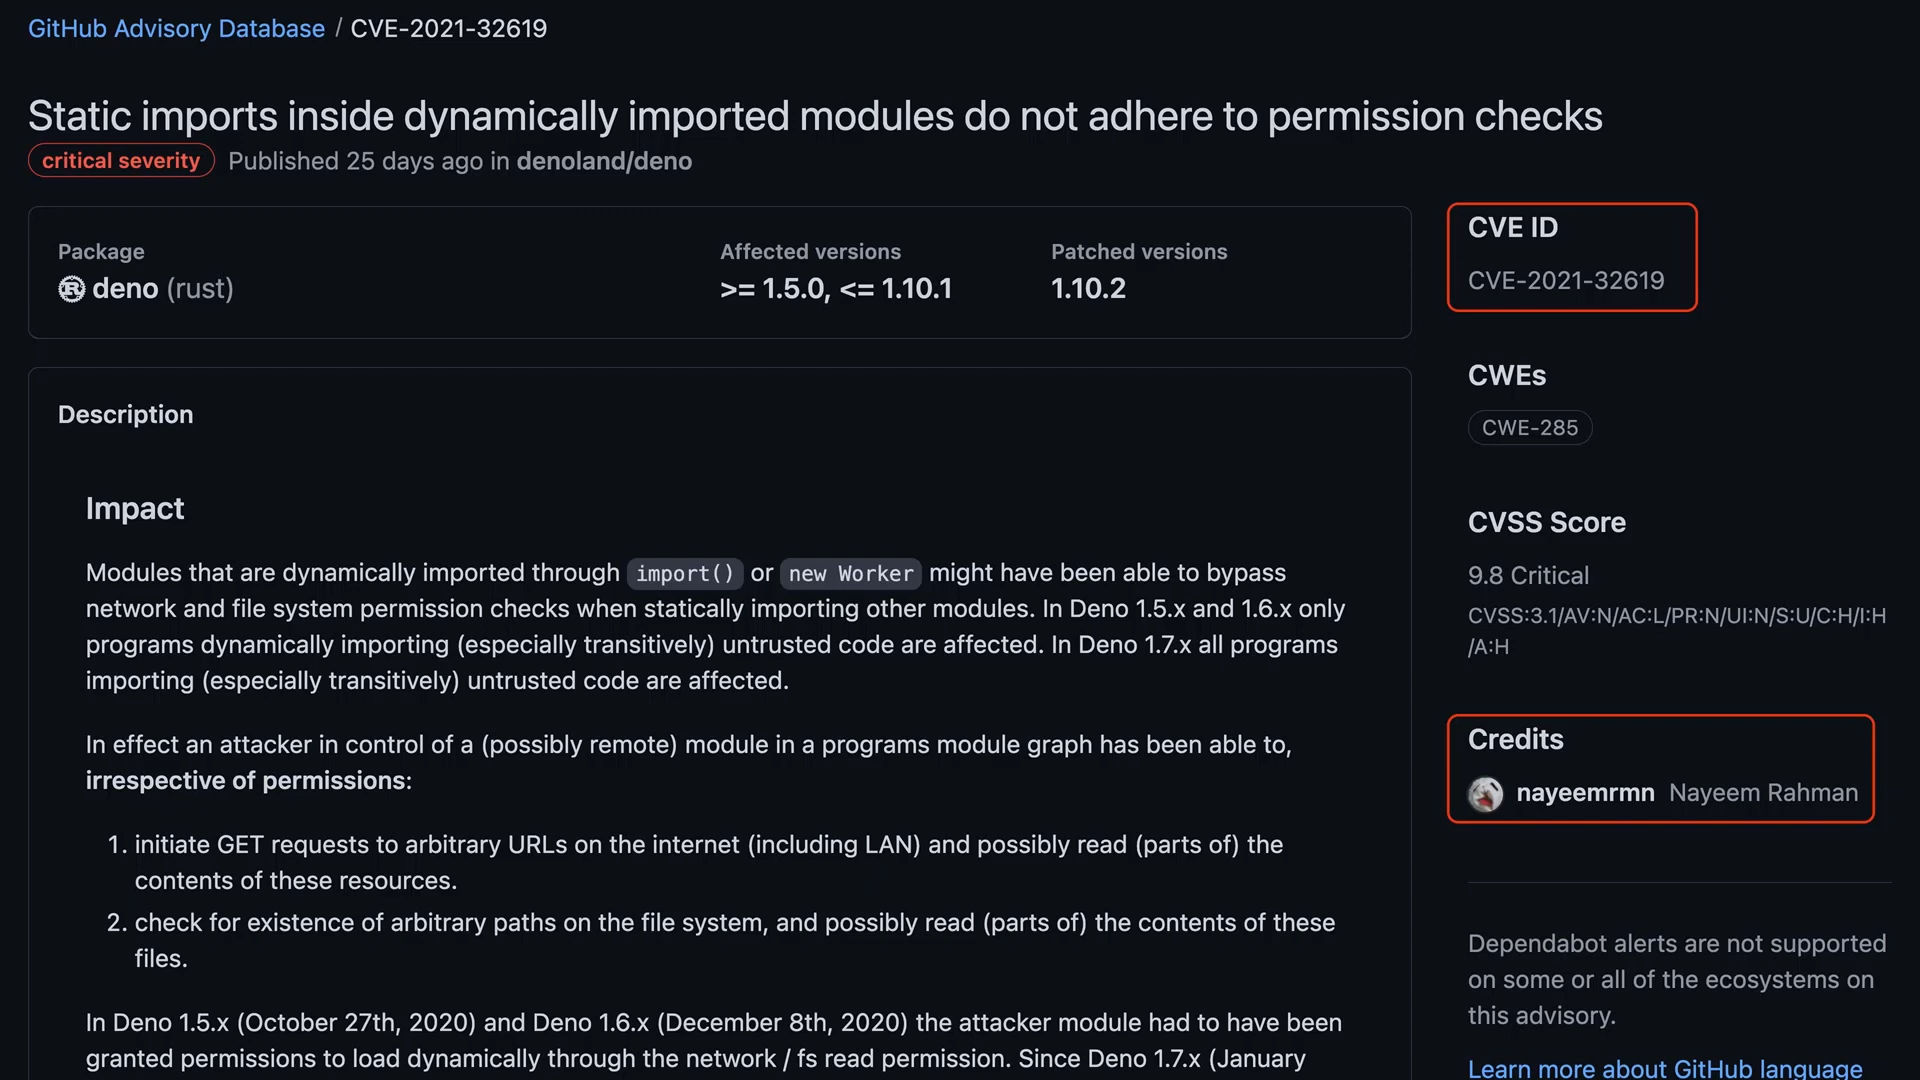 GitHub Advisory Database / CVE-2021-32619
Static imports inside dynamically imported modules do not adhere to permission checks
critical severity Published 25 days ago in denoland/deno
Package
deno (rust)
Affected versions
>= 1.5.0, <= 1.10.1
Patched versions
1.10.2
Description
Impact
Modules that are dynamically imported through import() or new Worker might have been able to bypass
network and file system permission checks when statically importing other modules. In Deno 1.5.x and 1.6.x only
programs dynamically importing (especially transitively) untrusted code are affected. In Deno 1.7.x all programs
importing (especially transitively) untrusted code are affected.
In effect an attacker in control of a (possibly remote) module in a programs module graph has been able to,
irrespective of permissions:
1. initiate GET requests to arbitrary URLs on the internet (including LAN) and possibly read (parts of) the
contents of these resources.
2. check for existence of arbitrary paths on the file system, and possibly read (parts of) the contents of these
files.
In Deno 1.5.x (October 27th, 2020) and Deno 1.6.x (December 8th, 2020) the attacker module had to have been
granted permissions to load dynamically through the network / fs read permission. Since Deno 1.7.x (January
CVE ID
CVE-2021-32619
CWEs
CWE-285
CVSS Score
9.8 Critical
CVSS:3.1/AV:N/AC:L/PR:N/UI:N/S:U/C:H/I:H
/A:H
Credits
nayeemrmn Nayeem Rahman
Dependabot alerts are not supported
on some or all of the ecosystems on
this advisory.
Learn more about GitHub language